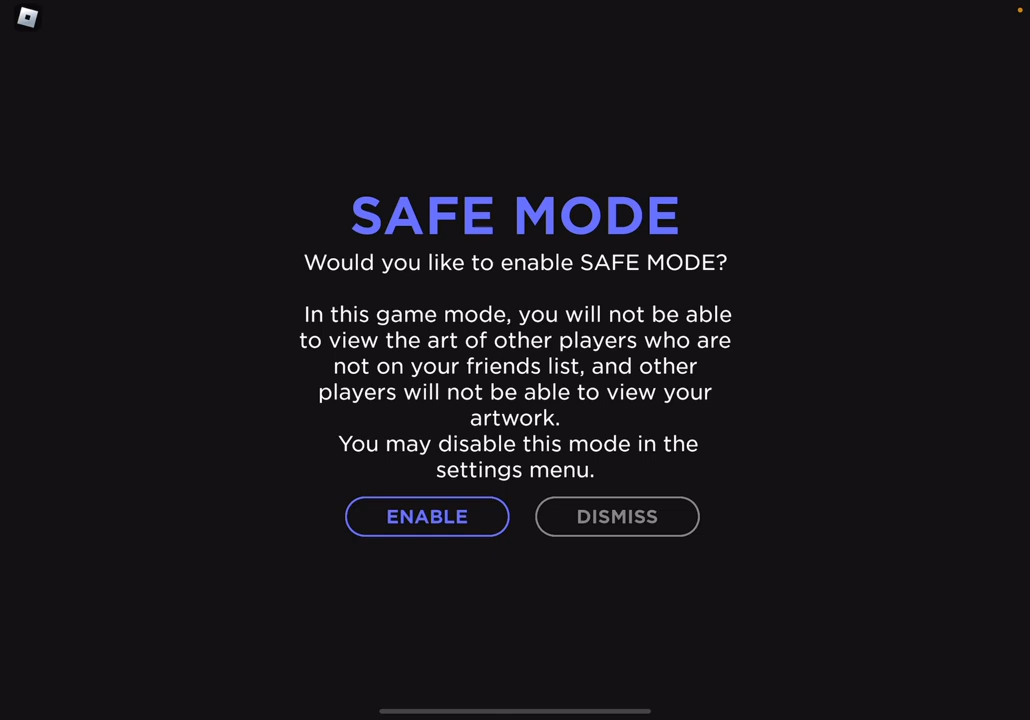 SAFE MODE
Would you like to enable SAFE MODE?
In this game mode, you will not be able
to view the art of other players who are
not on your friends list, and other
players will not be able to view your
artwork.
You may disable this mode in the
settings menu.
ENABLE
DISMISS